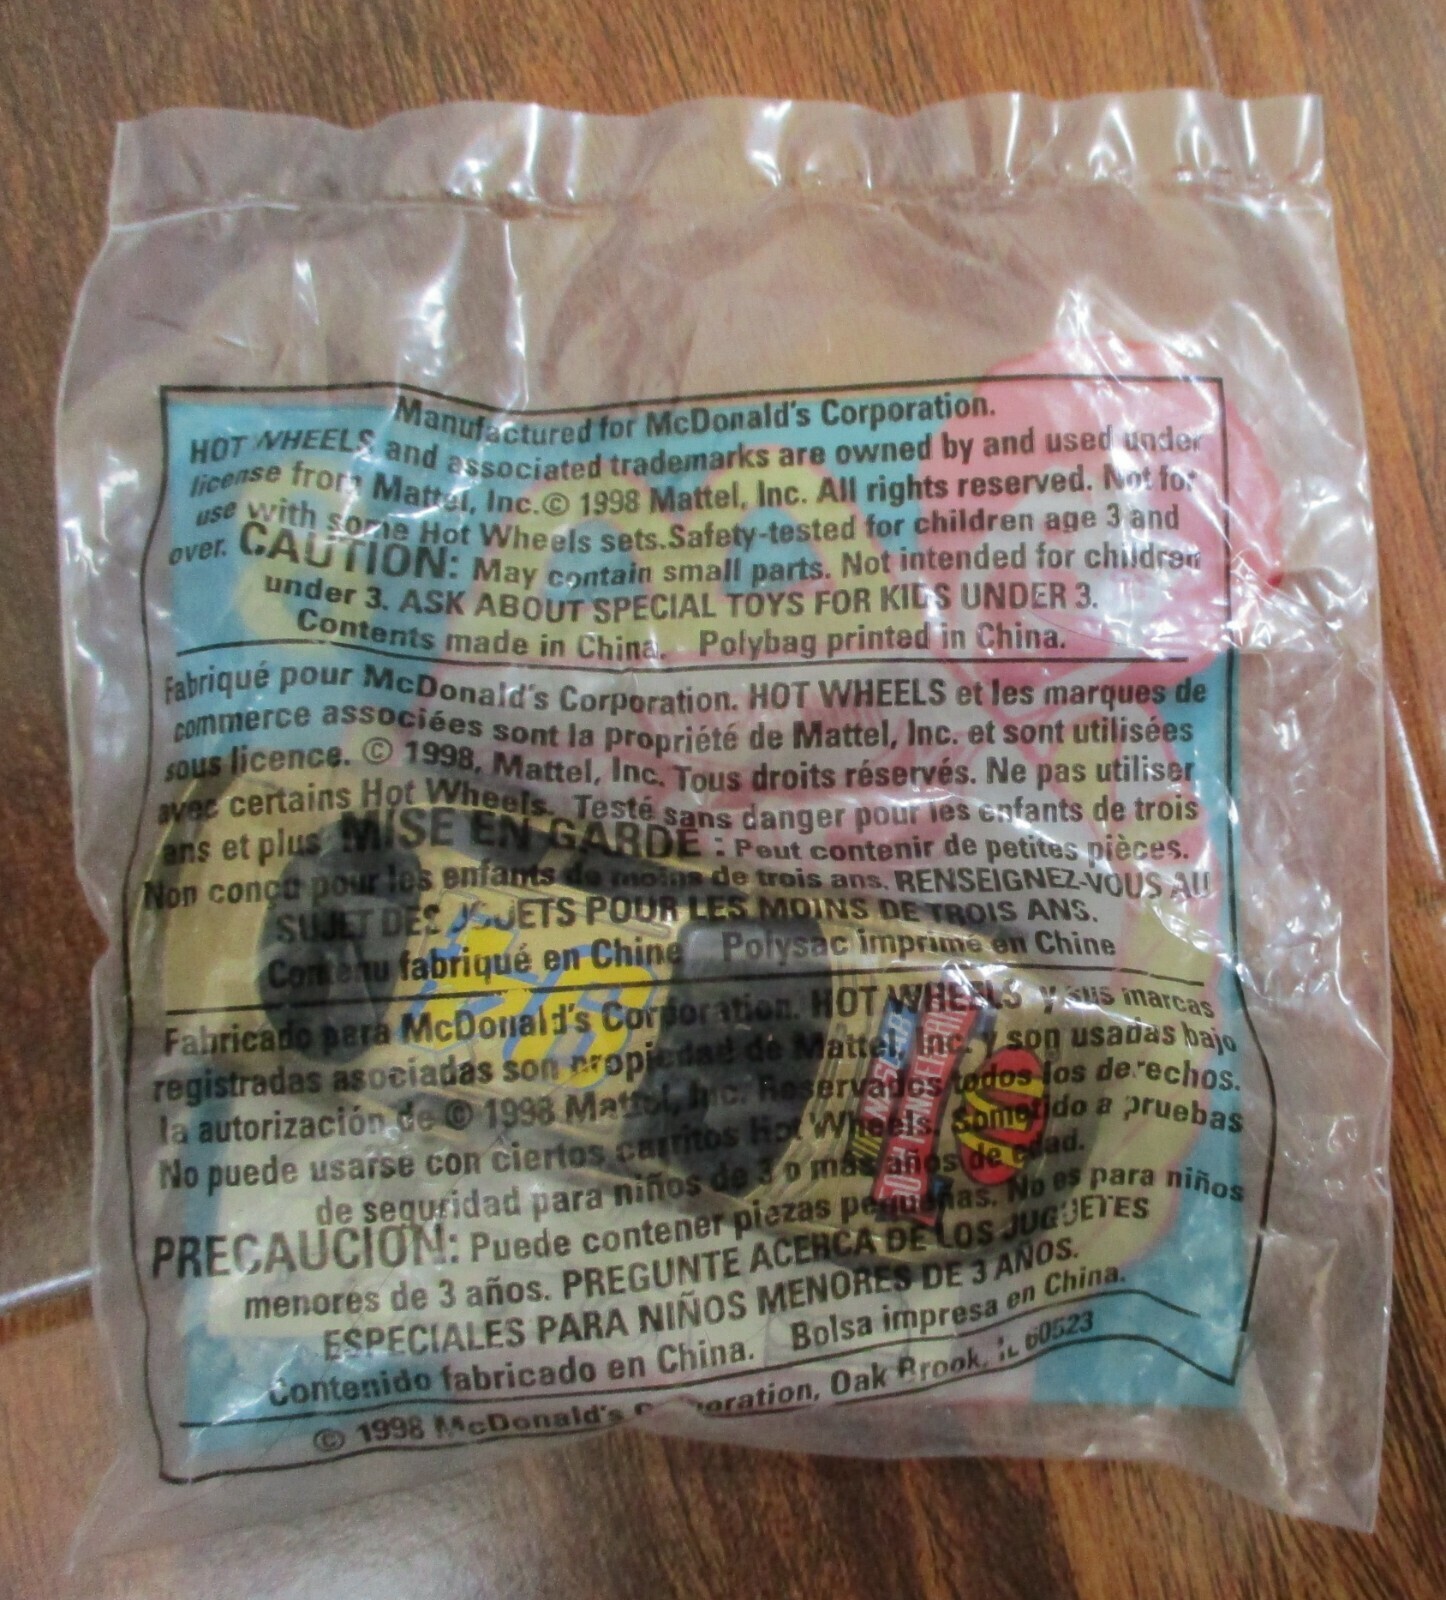 Manufactured for McDonald's Corporation.
HOT WHEELS and associated trademarks are owned by and used under
license from Mattel, Inc. © 1998 Mattel, Inc. All rights reserved. Not for
use with some Hot Wheels sets. Safety-tested for children age 3 and
over. CAUTION: May contain small parts. Not intended for children
under 3. ASK ABOUT SPECIAL TOYS FOR KIDS UNDER 3.
Contents made in China. Polybag printed in China.
Fabriqué pour McDonald's Corporation. HOT WHEELS et les marques de
commerce associées sont la propriété de Mattel, Inc. et sont utilisées
sous licence. © 1998, Mattel, Inc. Tous droits réservés. Ne pas utiliser
avec certains Hot Wheels. Testé sans danger pour les enfants de trois
ans et plus MISE EN GARDE : Peut contenir de petites pièces.
Non conçu pour les enfants de moins de trois ans. RENSEIGNEZ-VOUS AU
SUJET DES JOUETS POUR LES MOINS DE TROIS ANS.
Contenu fabriqué en Chine Polysac imprimé en Chine
Fabricado para McDonald's Corporation. HOT WHEELS y sus marcas
registradas asociadas son propiedad de Mattel, Inc. y son usadas bajo
la autorización de © 1998 Mattel, Inc. Reservados todos los derechos.
No puede usarse con ciertos carritos Hot Wheels. Sometido a pruebas
de seguridad para niños de 3 o más años de edad.
PRECAUCION: Puede contener piezas pequeñas. No es para niños
menores de 3 años. PREGUNTE ACERCA DE LOS JUGUETES
ESPECIALES PARA NIÑOS MENORES DE 3 AÑOS.
Contenido fabricado en China. Bolsa impresa en China.
© 1998 McDonald's Corporation, Oak Brook, IL 60523
NASCAR
50th ANNIVERSARY